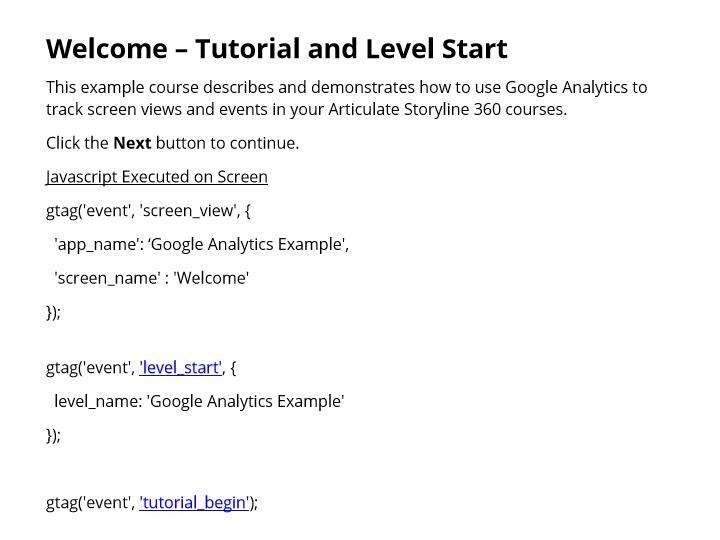 Welcome – Tutorial and Level Start
This example course describes and demonstrates how to use Google Analytics to
track screen views and events in your Articulate Storyline 360 courses.
Click the Next button to continue.
Javascript Executed on Screen
gtag('event', 'screen_view', {
'app_name': ‘Google Analytics Example',
'screen_name' : 'Welcome'
});
gtag('event', 'level_start', {
level_name: 'Google Analytics Example'
});
gtag('event', 'tutorial_begin');